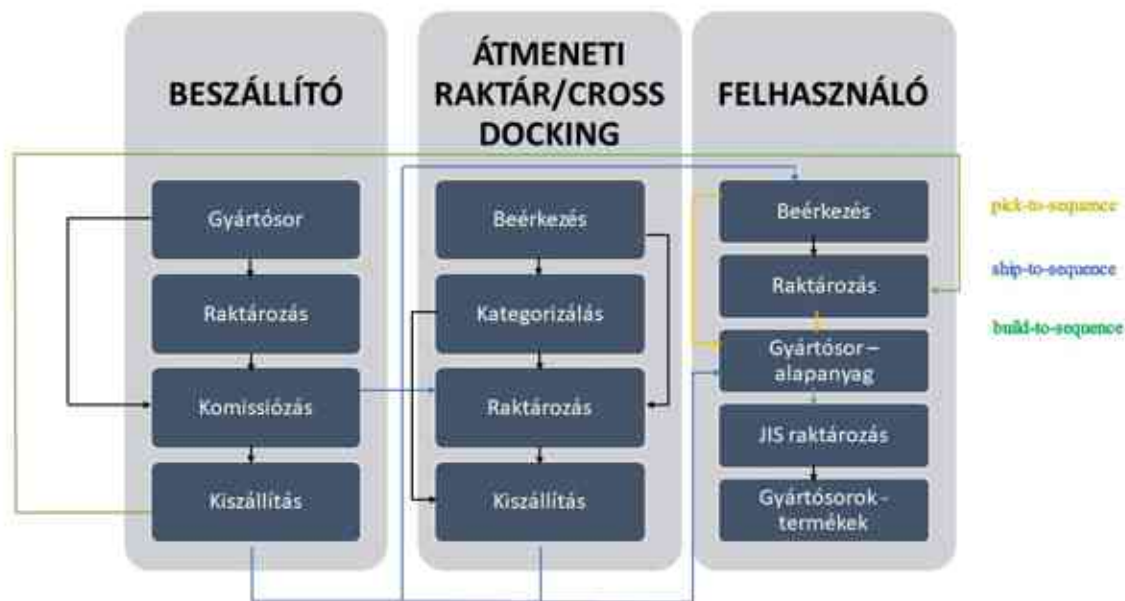 BESZÁLLÍTÓ
Gyártósor
Raktározás
Komissiózás
Kiszállítás
ÁTMENETI
RAKTÁR/CROSS
DOCKING
Beérkezés
Kategorizálás
Raktározás
Kiszállítás
FELHASZNÁLÓ
Beérkezés
Raktározás
Gyártósor –
alapanyag
JIS raktározás
Gyártósorok -
termékek
pick-to-sequence
ship-to-sequence
build-to-sequence